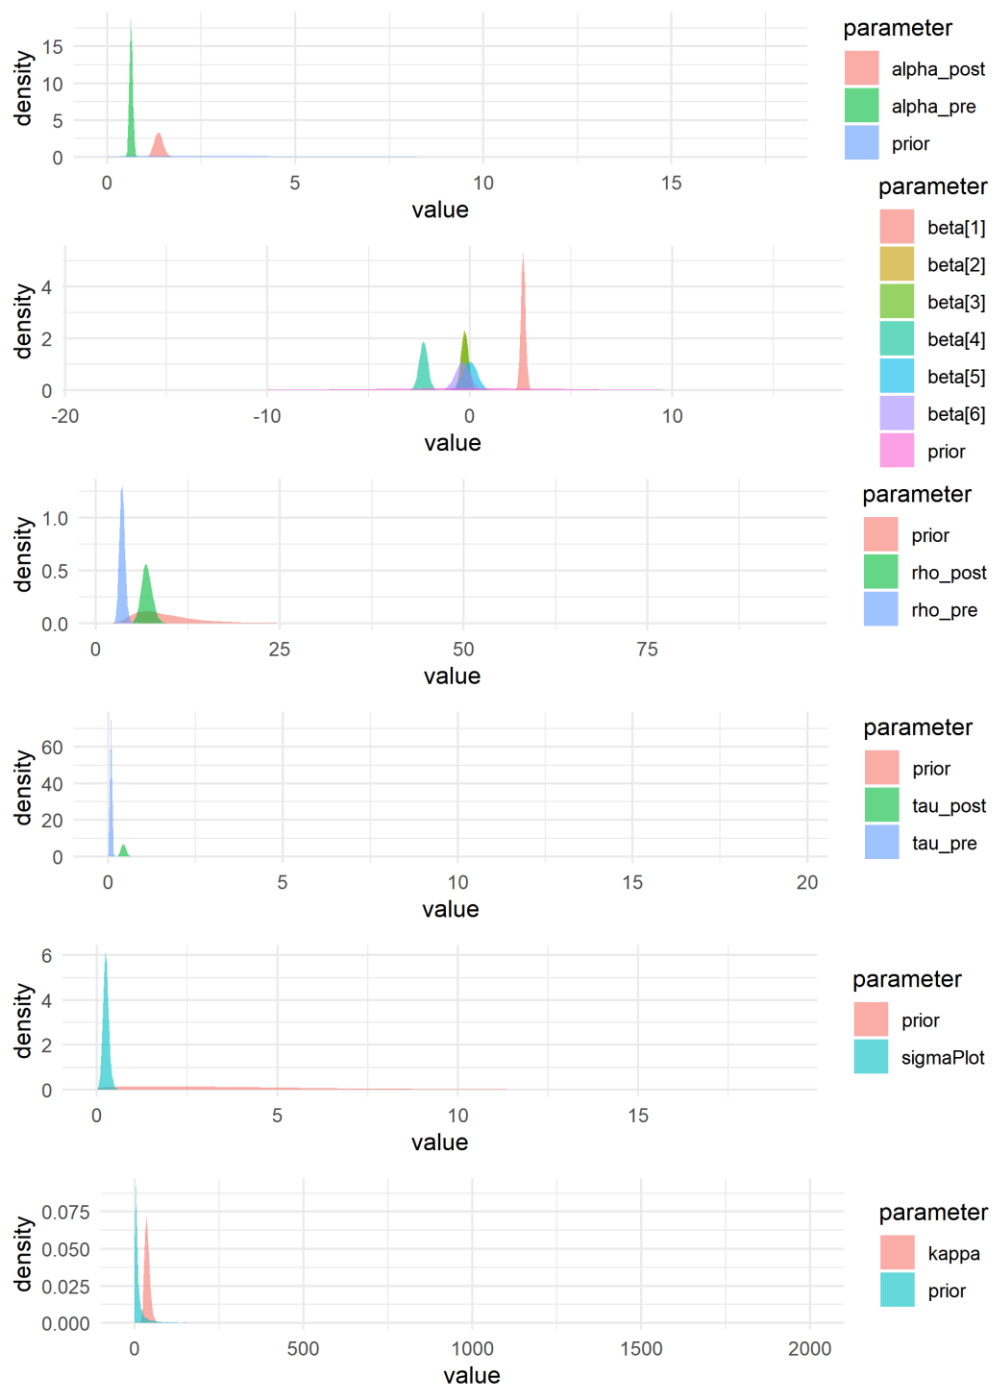 parameter
alpha_post
alpha_pre
prior
density
15
10
5
0
0
5
10
15
value
parameter
beta[1]
beta[2]
beta[3]
beta[4]
beta[5]
beta[6]
prior
density
4
2
0
-20
-10
0
10
value
parameter
prior
rho_post
rho_pre
density
1.0
0.5
0.0
0
25
50
75
value
parameter
prior
tau_post
tau_pre
density
60
40
20
0
0
5
10
15
20
value
parameter
prior
sigmaPlot
density
6
4
2
0
0
5
10
15
value
parameter
kappa
prior
density
0.075
0.050
0.025
0.000
0
500
1000
1500
2000
value